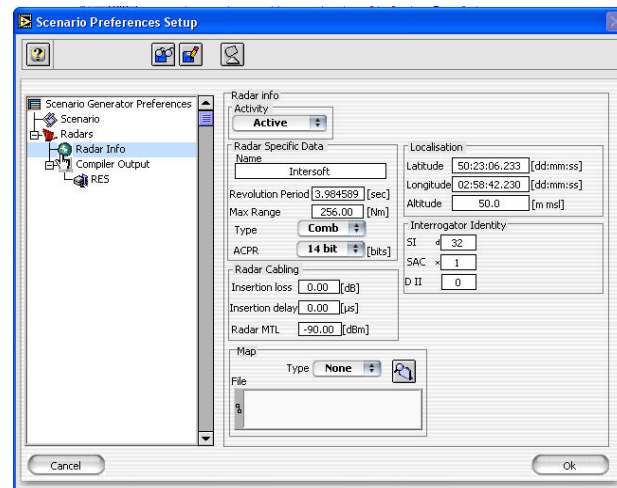 Scenario Preferences Setup
Scenario Generator Preferences
Scenario
Radars
Radar Info
Compiler Output
RES
Radar info
Activity
Active
Radar Specific Data
Name
Intersoft
Revolution Period 3.984589 [sec]
Max Range 256.00 [Nm]
Type Comb
ACPR 14 bit [bits]
Radar Cabling
Insertion loss 0.00 [dB]
Insertion delay 0.00 [µs]
Radar MTL -90.00 [dBm]
Localisation
Latitude 50:23:06.233 [dd:mm:ss]
Longitude 02:58:42.230 [dd:mm:ss]
Altitude 50.0 [m msl]
Interrogator Identity
SI d 32
SAC x 1
D II 0
Map
Type None
File
Cancel
Ok